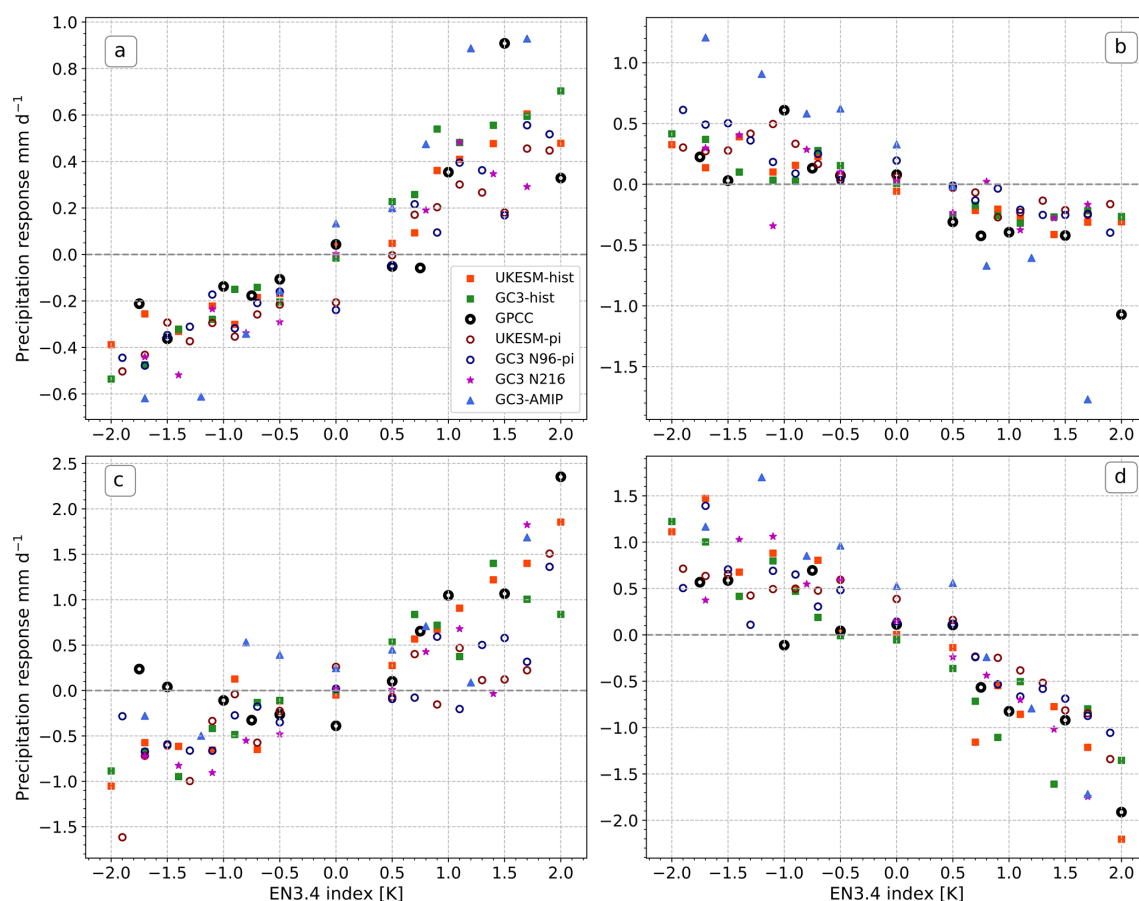 a
b
Precipitation response mm d⁻¹
1.0
0.8
0.6
0.4
0.2
0.0
−0.2
−0.4
−0.6
−2.0 −1.5 −1.0 −0.5 0.0 0.5 1.0 1.5 2.0
UKESM-hist
GC3-hist
GPCC
UKESM-pi
GC3 N96-pi
GC3 N216
GC3-AMIP
1.0
0.5
0.0
−0.5
−1.0
−1.5
−2.0 −1.5 −1.0 −0.5 0.0 0.5 1.0 1.5 2.0
c
d
Precipitation response mm d⁻¹
2.5
2.0
1.5
1.0
0.5
0.0
−0.5
−1.0
−1.5
−2.0 −1.5 −1.0 −0.5 0.0 0.5 1.0 1.5 2.0
EN3.4 index [K]
1.5
1.0
0.5
0.0
−0.5
−1.0
−1.5
−2.0
−2.0 −1.5 −1.0 −0.5 0.0 0.5 1.0 1.5 2.0
EN3.4 index [K]